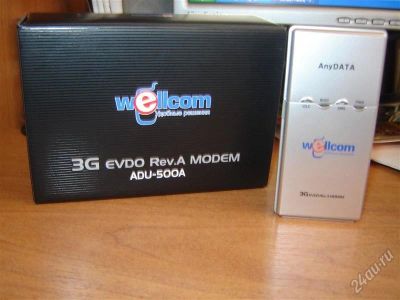 wellcom
Удобные решения
3G EVDO Rev.A MODEM
ADU-500A
AnyDATA
wellcom
24au.ru